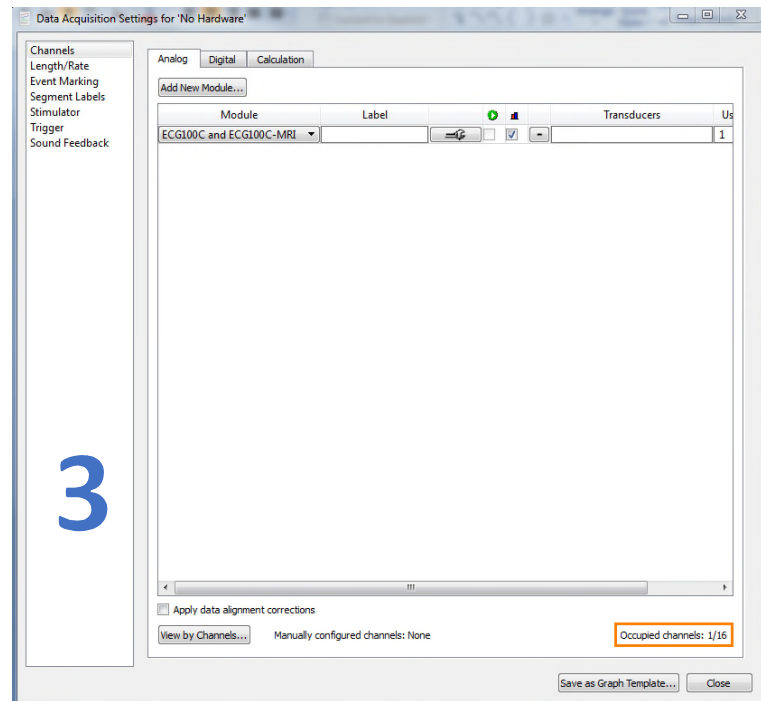 Data Acquisition Settings for 'No Hardware'
Channels
Length/Rate
Event Marking
Segment Labels
Stimulator
Trigger
Sound Feedback
Analog Digital Calculation
Add New Module...
Module Label Transducers Us
ECG100C and ECG100C-MRI - 1
3
Apply data alignment corrections
View by Channels... Manually configured channels: None Occupied channels: 1/16
Save as Graph Template... Close